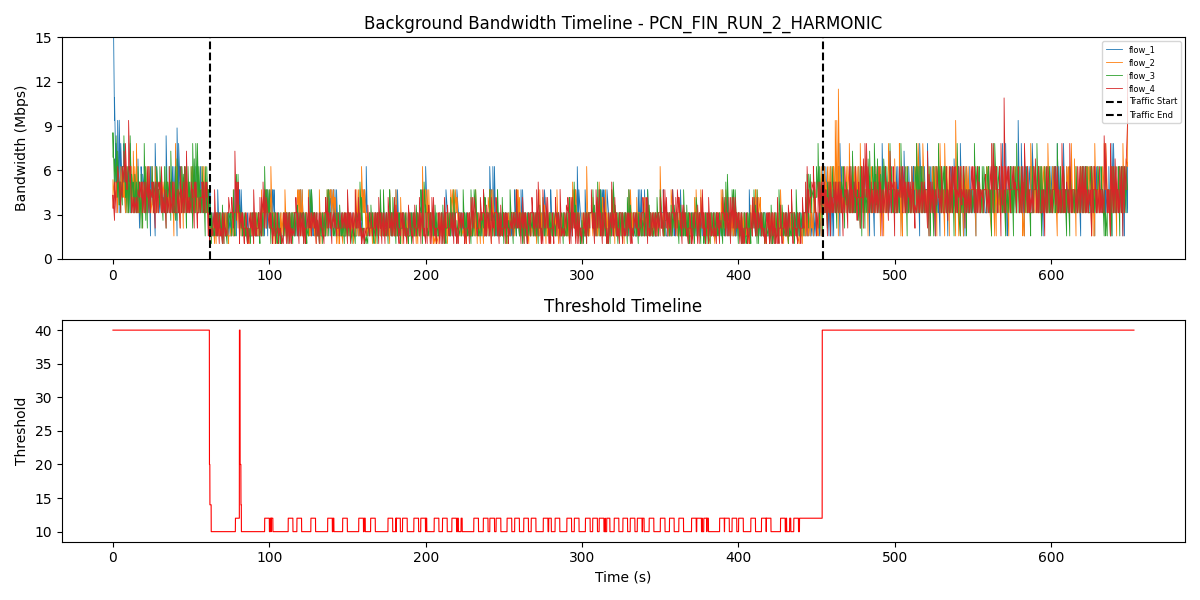 Background Bandwidth Timeline - PCN_FIN_RUN_2_HARMONIC
Bandwidth (Mbps)
15
12
9
6
3
0
flow_1
flow_2
flow_3
flow_4
Traffic Start
Traffic End
0 100 200 300 400 500 600
Threshold Timeline
Threshold
40
35
30
25
20
15
10
0 100 200 300 400 500 600
Time (s)